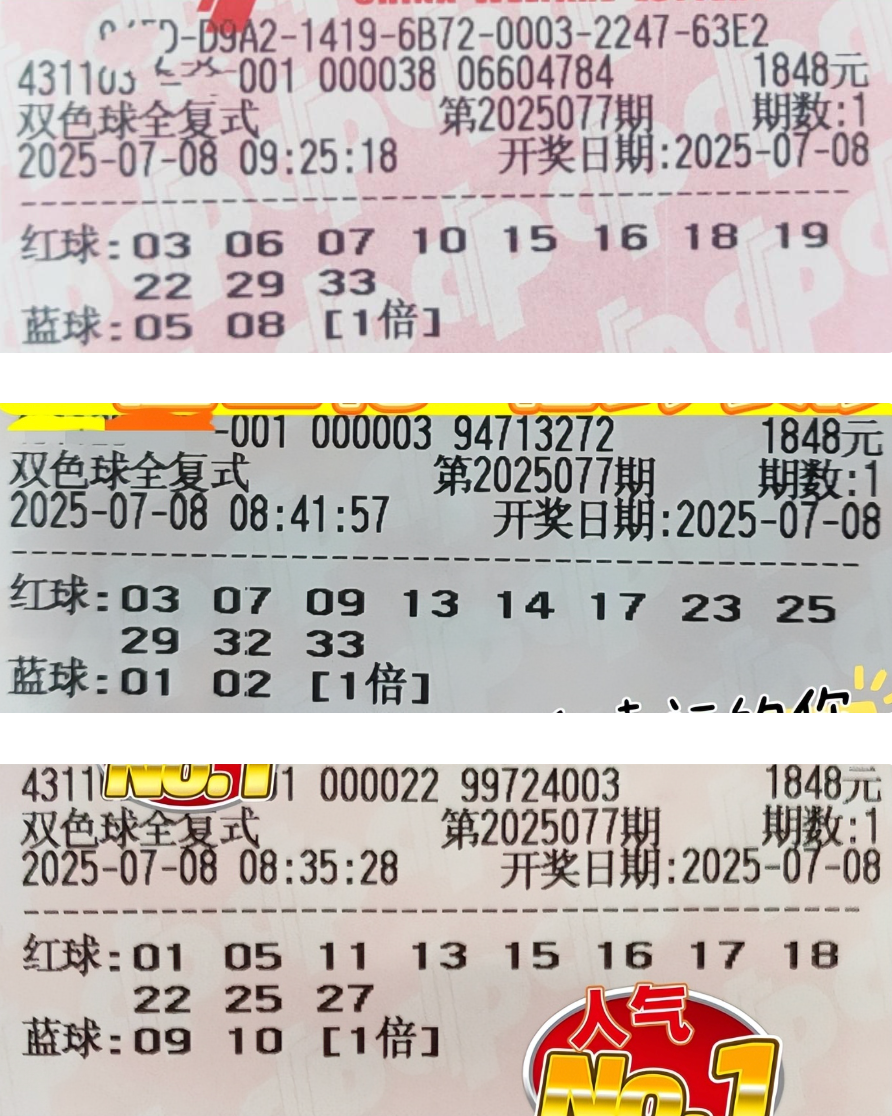 D-D9A2-1419-6B72-0003-2247-63E2
431103 -001 000038 06604784 1848元
双色球全复式 第2025077期 期数:1
2025-07-08 09:25:18 开奖日期:2025-07-08
红球:03 06 07 10 15 16 18 19
22 29 33
蓝球:05 08 [1倍]
-001 000003 94713272 1848元
双色球全复式 第2025077期 期数:1
2025-07-08 08:41:57 开奖日期:2025-07-08
红球:03 07 09 13 14 17 23 25
29 32 33
蓝球:01 02 [1倍]
4311 No.1 1 000022 99724003 1848元
双色球全复式 第2025077期 期数:1
2025-07-08 08:35:28 开奖日期:2025-07-08
红球:01 05 11 13 15 16 17 18
22 25 27
蓝球:09 10 [1倍]
人气
No.1